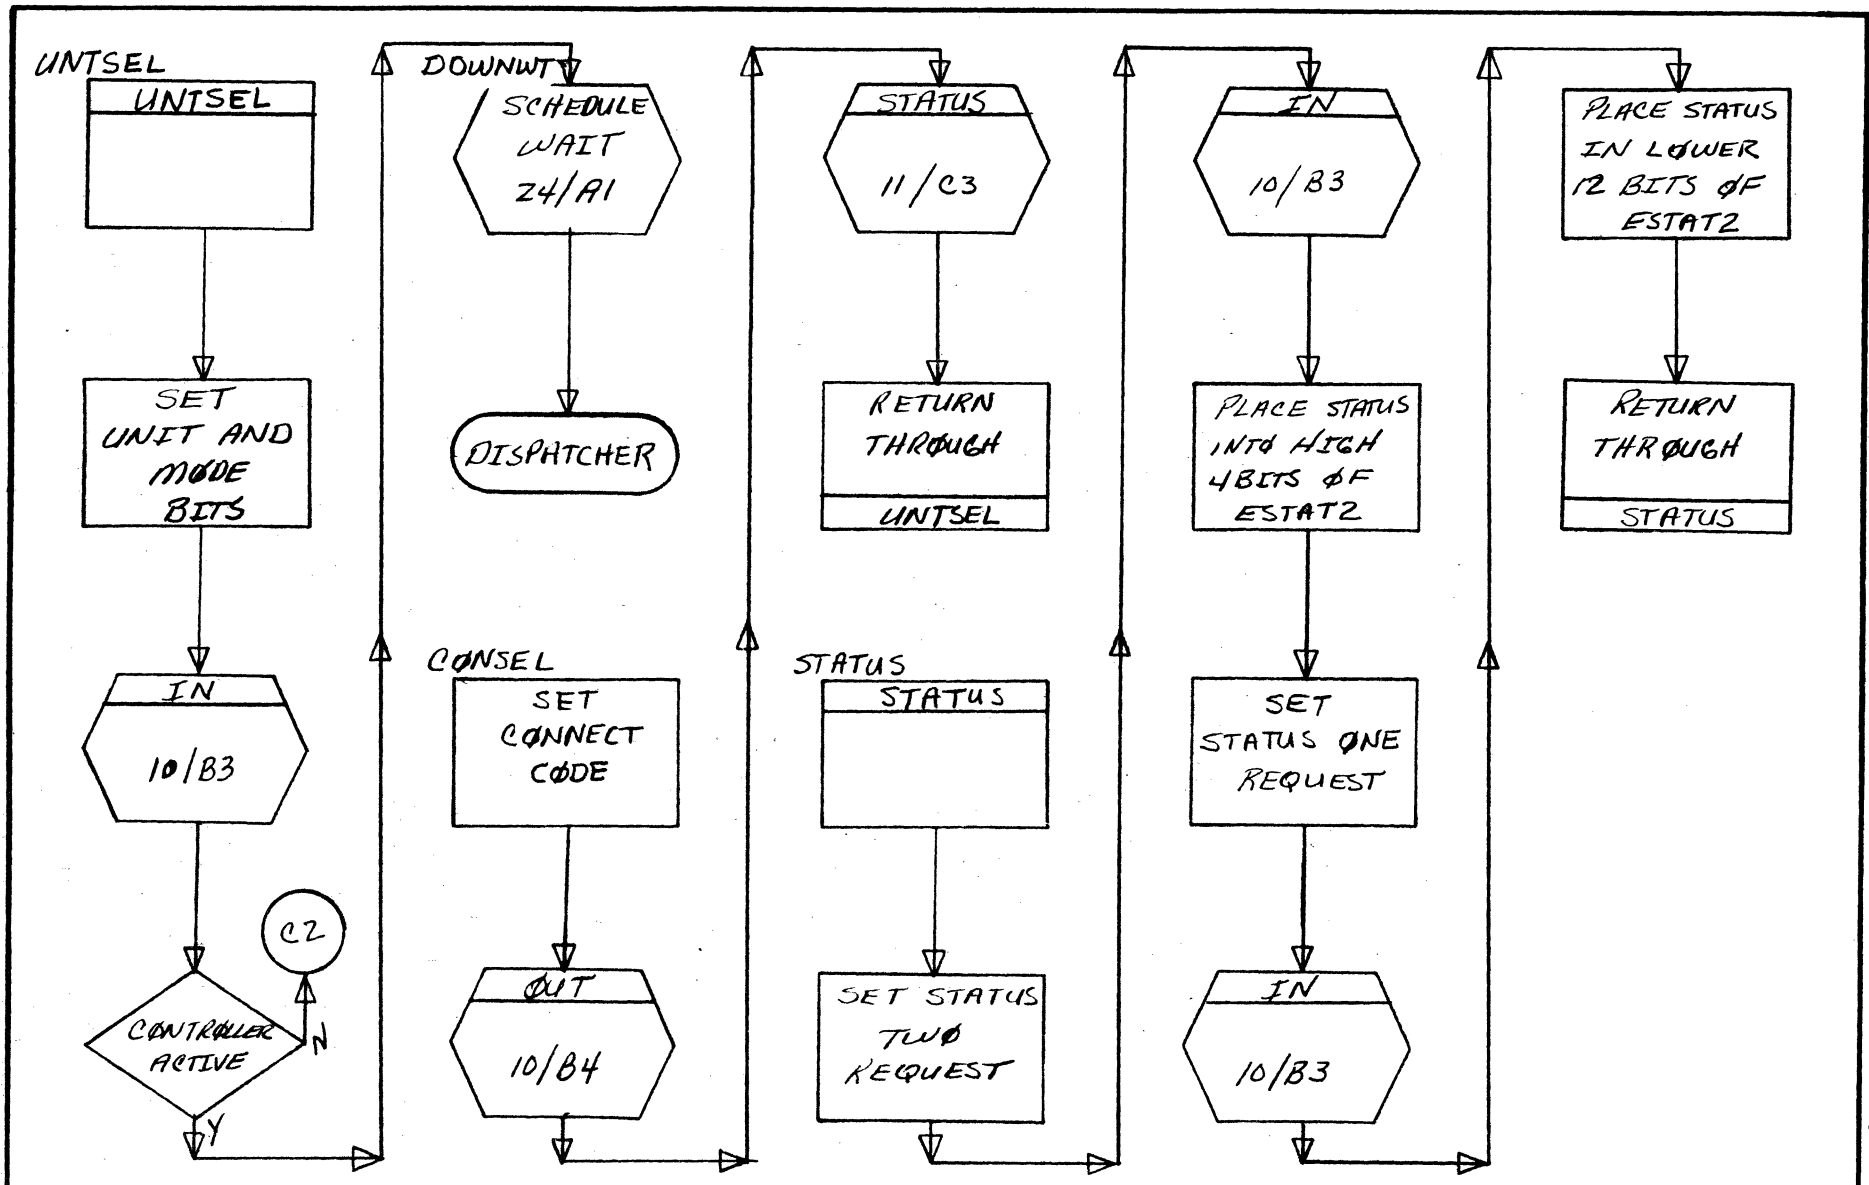 UNTSEL
UNTSEL
SET
UNIT AND
MØDE
BITS
IN
10/B3
C2
CØNTRØLLER
ACTIVE
N
Y
DOWNWT
SCHEDULE
WAIT
24/A1
DISPATCHER
CØNSEL
SET
CØNNECT
CØDE
ØUT
10/B4
STATUS
11/C3
RETURN
THRØUGH
UNTSEL
STATUS
STATUS
SET STATUS
TWØ
REQUEST
IN
10/B3
PLACE STATUS
INTØ HIGH
4 BITS ØF
ESTAT2
SET
STATUS ØNE
REQUEST
IN
10/B3
PLACE STATUS
IN LØWER
12 BITS ØF
ESTAT2
RETURN
THRØUGH
STATUS